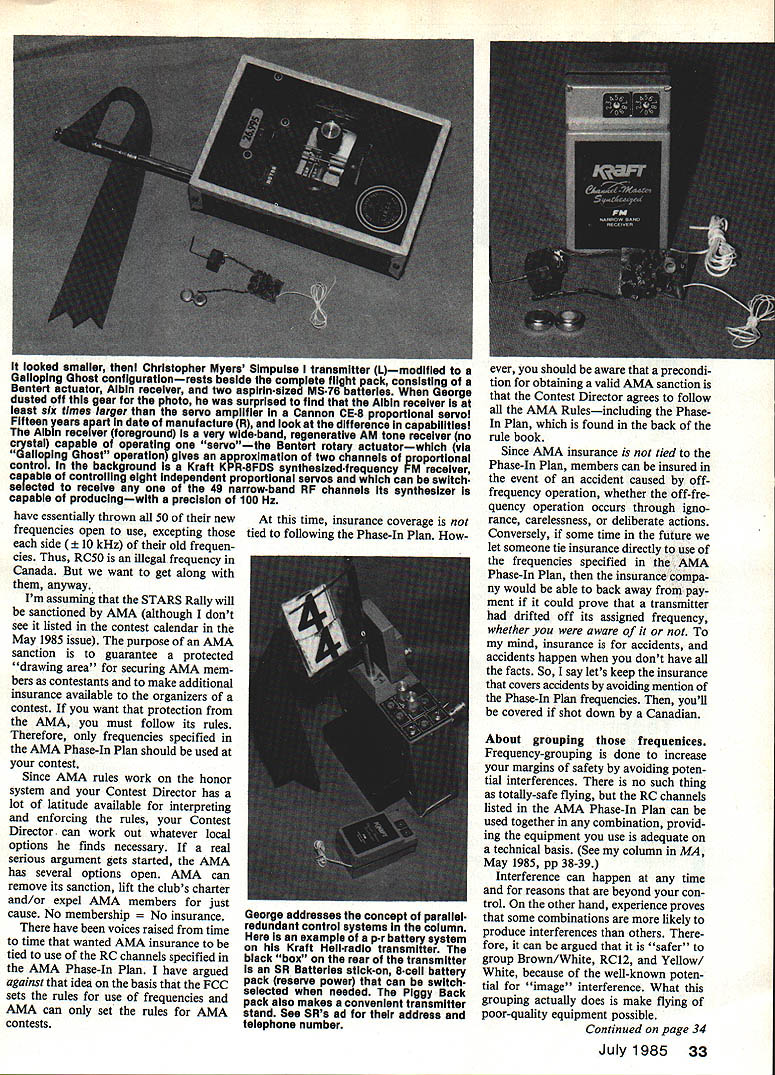 26.995
MOTOR
KRAFT
Channel-Master
Synthesized
FM
NARROW BAND
RECEIVER
It looked smaller, then! Christopher Myers' Simpulse I transmitter (L)—modified to a
Galloping Ghost configuration—rests beside the complete flight pack, consisting of a
Bentert actuator, Albin receiver, and two aspirin-sized MS-76 batteries. When George
dusted off this gear for the photo, he was surprised to find that the Albin receiver is at
least six times larger than the servo amplifier in a Cannon CE-8 proportional servo!
Fifteen years apart in date of manufacture (R), and look at the difference in capabilities!
The Albin receiver (foreground) is a very wide-band, regenerative AM tone receiver (no
crystal) capable of operating one "servo"—the Bentert rotary actuator—which (via
"Galloping Ghost" operation) gives an approximation of two channels of proportional
control. In the background is a Kraft KPR-8FDS synthesized-frequency FM receiver,
capable of controlling eight independent proportional servos and which can be switch-
selected to receive any one of the 49 narrow-band RF channels its synthesizer is
capable of producing—with a precision of 100 Hz.
have essentially thrown all 50 of their new
frequencies open to use, excepting those
each side (± 10 kHz) of their old frequen-
cies. Thus, RC50 is an illegal frequency in
Canada. But we want to get along with
them, anyway.
I'm assuming that the STARS Rally will
be sanctioned by AMA (although I don't
see it listed in the contest calendar in the
May 1985 issue). The purpose of an AMA
sanction is to guarantee a protected
"drawing area" for securing AMA mem-
bers as contestants and to make additional
insurance available to the organizers of a
contest. If you want that protection from
the AMA, you must follow its rules.
Therefore, only frequencies specified in
the AMA Phase-In Plan should be used at
your contest.
Since AMA rules work on the honor
system and your Contest Director has a
lot of latitude available for interpreting
and enforcing the rules, your Contest
Director can work out whatever local
options he finds necessary. If a real
serious argument gets started, the AMA
has several options open. AMA can
remove its sanction, lift the club's charter
and/or expel AMA members for just
cause. No membership = No insurance.
There have been voices raised from time
to time that wanted AMA insurance to be
tied to use of the RC channels specified in
the AMA Phase-In Plan. I have argued
against that idea on the basis that the FCC
sets the rules for use of frequencies and
AMA can only set the rules for AMA
contests.
At this time, insurance coverage is not
tied to following the Phase-In Plan. How-
4
4
George addresses the concept of parallel-
redundant control systems in the column.
Here is an example of a p-r battery system
on his Kraft Hell-radio transmitter. The
black "box" on the rear of the transmitter
is an SR Batteries stick-on, 8-cell battery
pack (reserve power) that can be switch-
selected when needed. The Piggy Back
pack also makes a convenient transmitter
stand. See SR's ad for their address and
telephone number.
ever, you should be aware that a precondi-
tion for obtaining a valid AMA sanction is
that the Contest Director agrees to follow
all the AMA Rules—including the Phase-
In Plan, which is found in the back of the
rule book.
Since AMA insurance is not tied to the
Phase-In Plan, members can be insured in
the event of an accident caused by off-
frequency operation, whether the off-fre-
quency operation occurs through igno-
rance, carelessness, or deliberate actions.
Conversely, if some time in the future we
let someone tie insurance directly to use of
the frequencies specified in the AMA
Phase-In Plan, then the insurance compa-
ny would be able to back away from pay-
ment if it could prove that a transmitter
had drifted off its assigned frequency,
whether you were aware of it or not. To
my mind, insurance is for accidents, and
accidents happen when you don't have all
the facts. So, I say let's keep the insurance
that covers accidents by avoiding mention of
the Phase-In Plan frequencies. Then, you'll
be covered if shot down by a Canadian.
About grouping those frequenices.
Frequency-grouping is done to increase
your margins of safety by avoiding poten-
tial interferences. There is no such thing
as totally-safe flying, but the RC channels
listed in the AMA Phase-In Plan can be
used together in any combination, provid-
ing the equipment you use is adequate on
a technical basis. (See my column in MA,
May 1985, pp 38-39.)
Interference can happen at any time
and for reasons that are beyond your con-
trol. On the other hand, experience proves
that some combinations are more likely to
produce interferences than others. There-
fore, it can be argued that it is "safer" to
group Brown/White, RC12, and Yellow/
White, because of the well-known poten-
tial for "image" interference. What this
grouping actually does is make flying of
poor-quality equipment possible.
Continued on page 34
July 1985 33